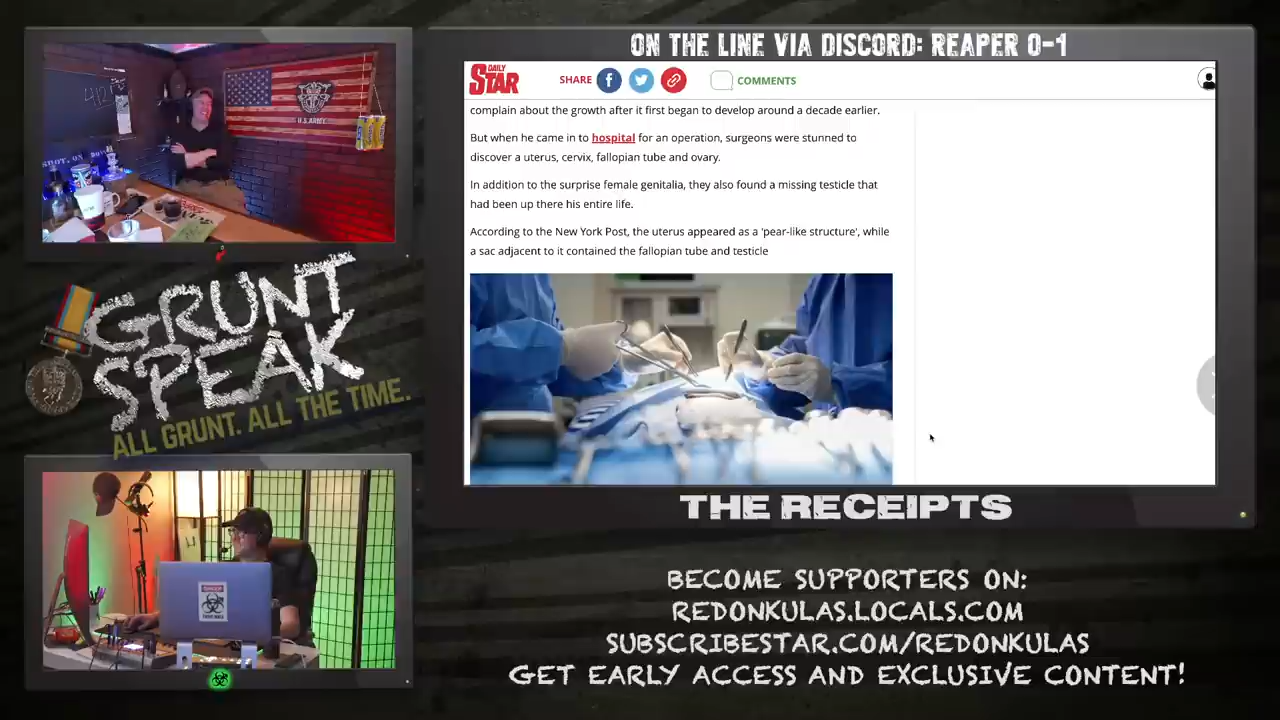 ON THE LINE VIA DISCORD: REAPER 0-1
DAILY
STAR
SHARE
COMMENTS
complain about the growth after it first began to develop around a decade earlier.
But when he came in to hospital for an operation, surgeons were stunned to
discover a uterus, cervix, fallopian tube and ovary.
In addition to the surprise female genitalia, they also found a missing testicle that
had been up there his entire life.
According to the New York Post, the uterus appeared as a 'pear-like structure', while
a sac adjacent to it contained the fallopian tube and testicle
U.S. ARMY
GRUNT
SPEAK
ALL GRUNT. ALL THE TIME.
THE RECEIPTS
BECOME SUPPORTERS ON:
REDONKULAS.LOCALS.COM
SUBSCRIBESTAR.COM/REDONKULAS
GET EARLY ACCESS AND EXCLUSIVE CONTENT!